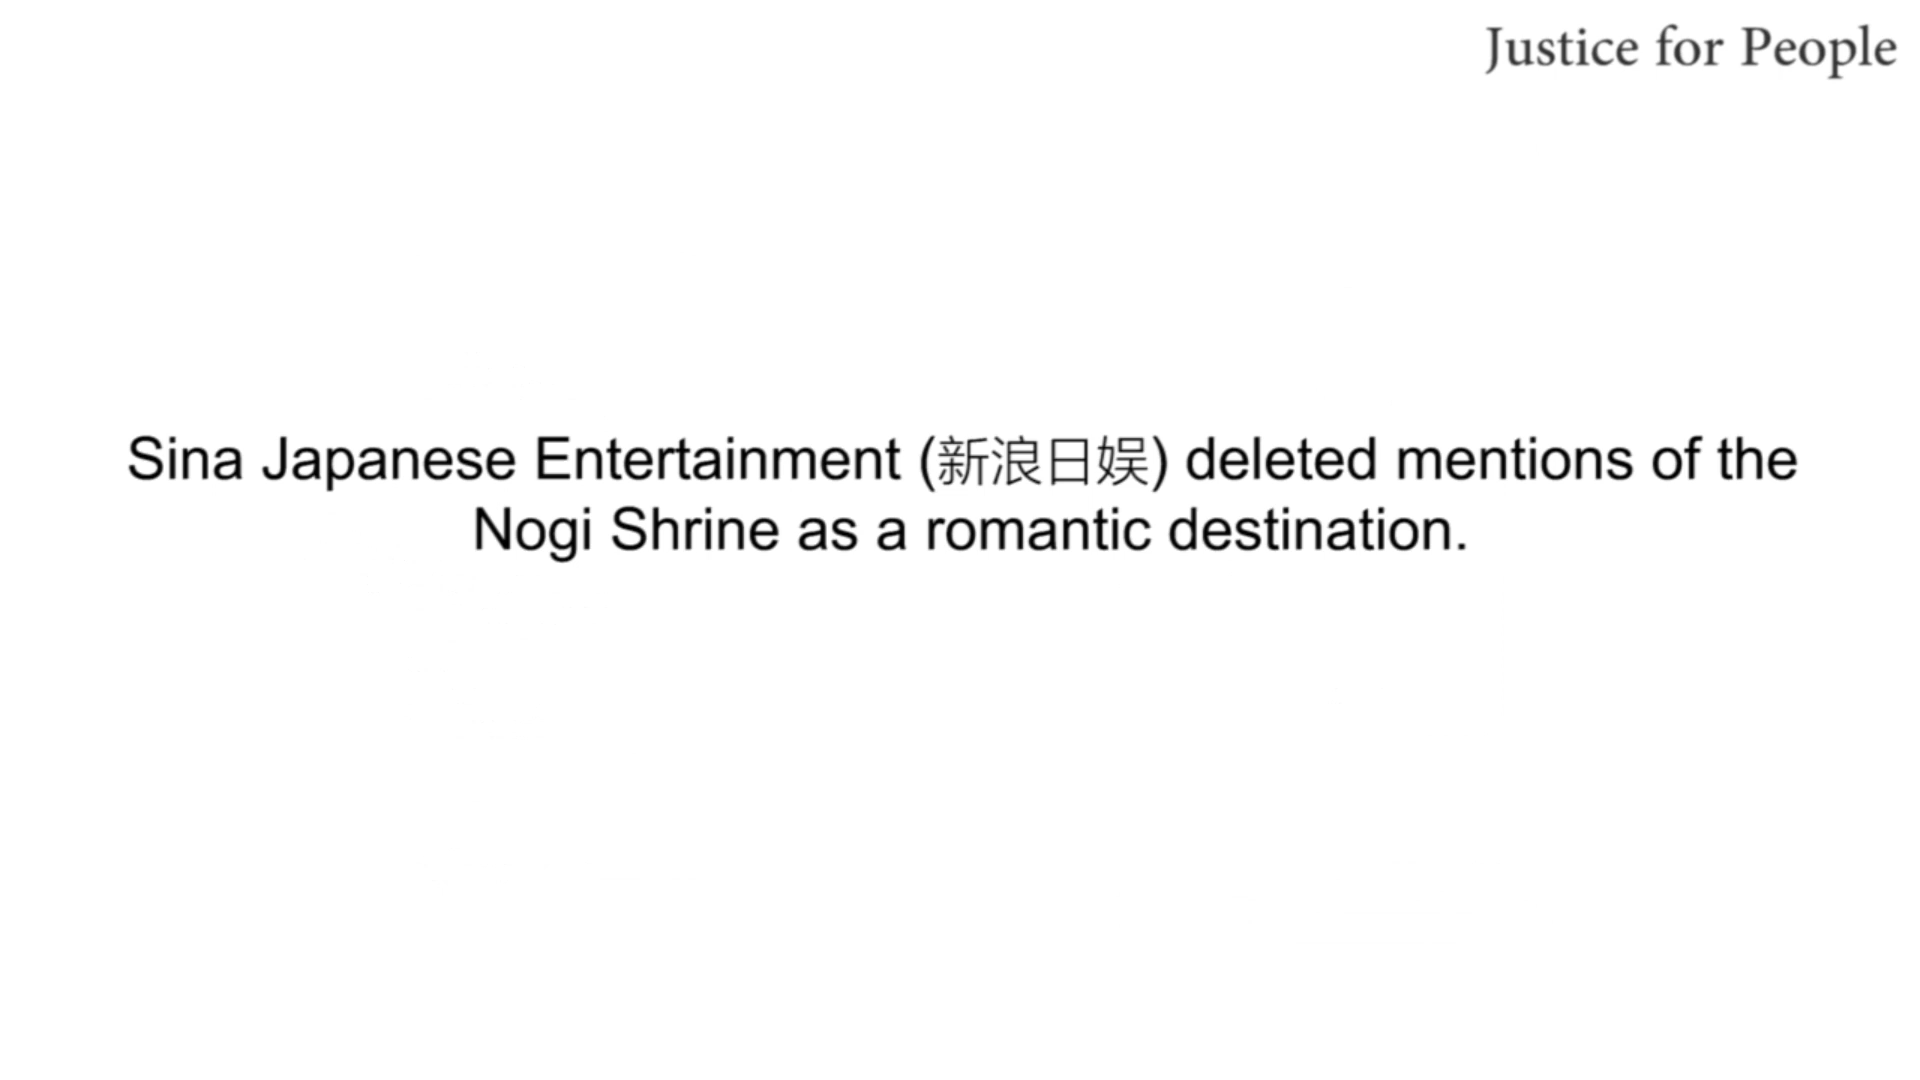 Justice for People
Sina Japanese Entertainment (新浪日娱) deleted mentions of the
Nogi Shrine as a romantic destination.